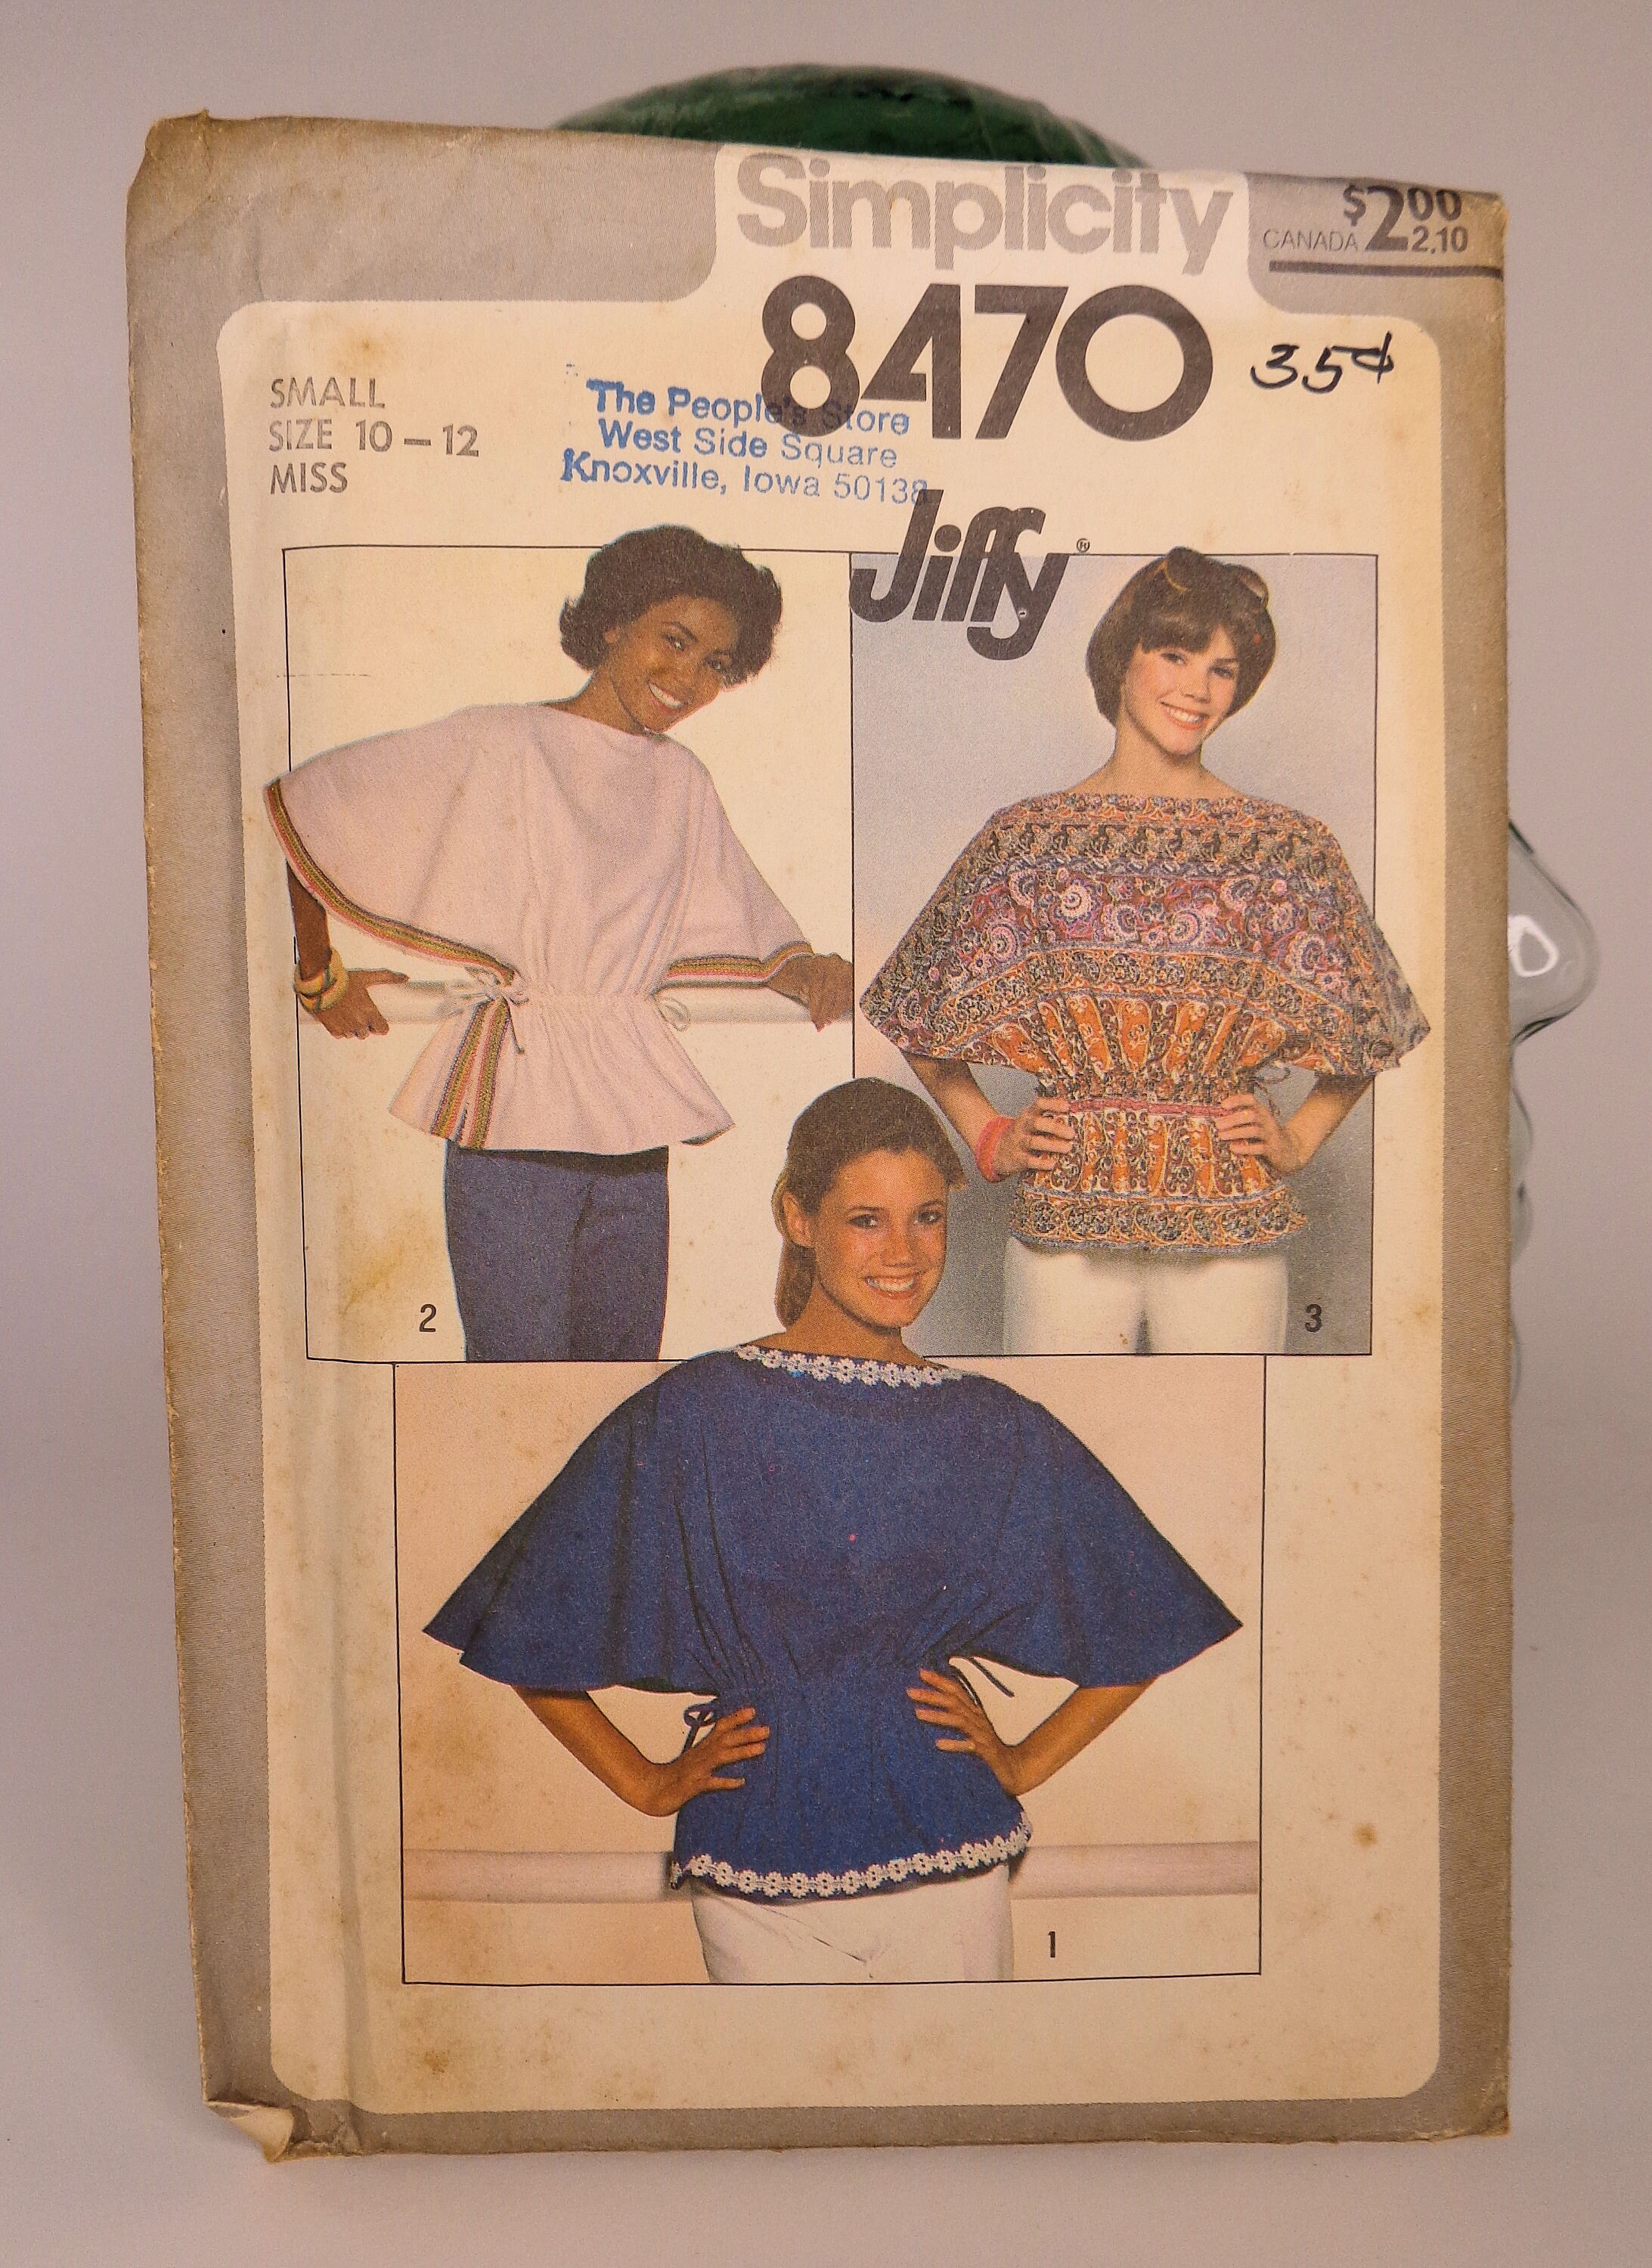 Simplicity
$2.00
CANADA 2.10
8470
35¢
SMALL
SIZE 10 – 12
MISS
The People's Store
West Side Square
Knoxville, Iowa 50138
Jiffy®
2
3
1